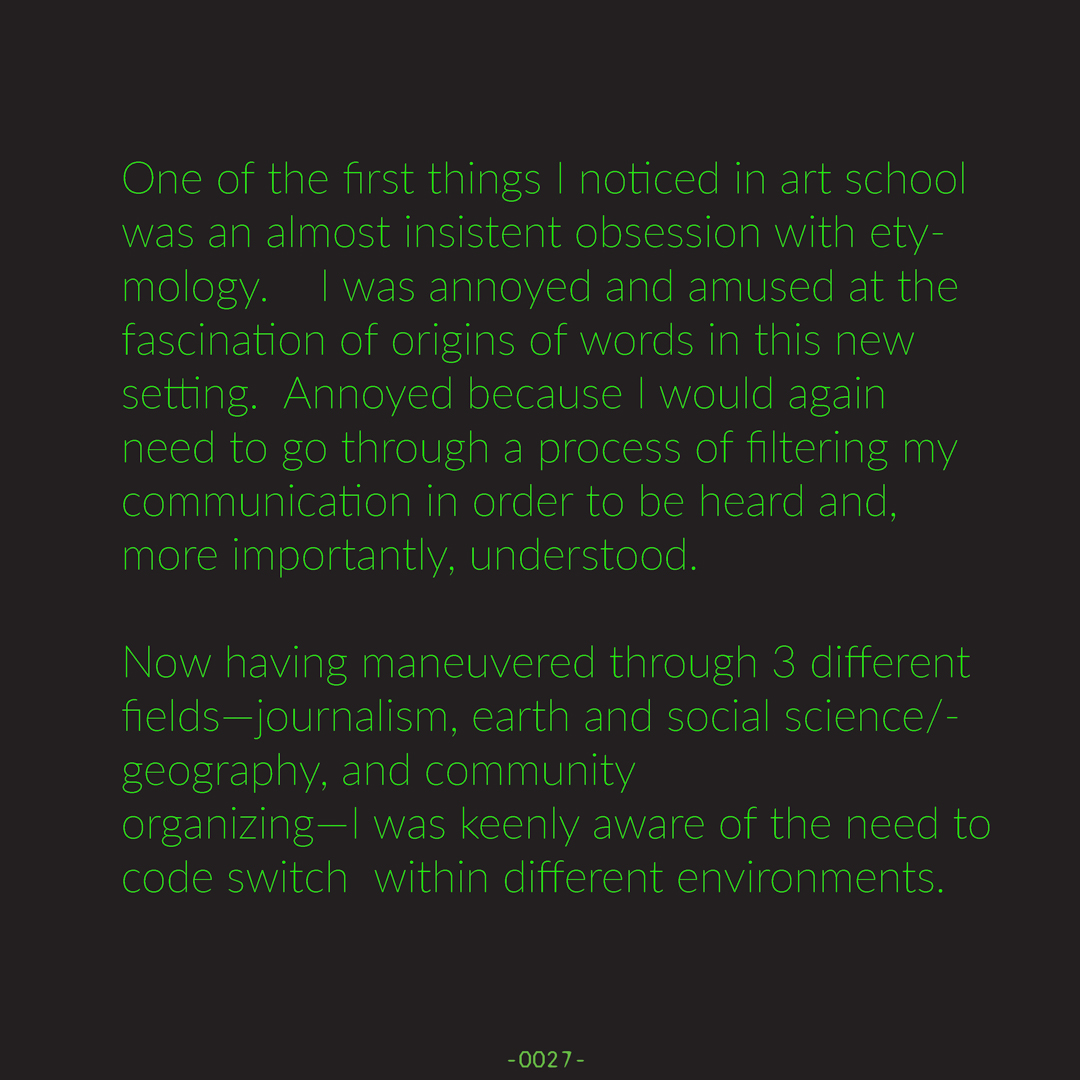 One of the first things I noticed in art school
was an almost insistent obsession with ety-
mology.    I was annoyed and amused at the
fascination of origins of words in this new
setting.  Annoyed because I would again
need to go through a process of filtering my
communication in order to be heard and,
more importantly, understood.

Now having maneuvered through 3 different
fields—journalism, earth and social science/-
geography, and community
organizing—I was keenly aware of the need to
code switch  within different environments.

-0027-